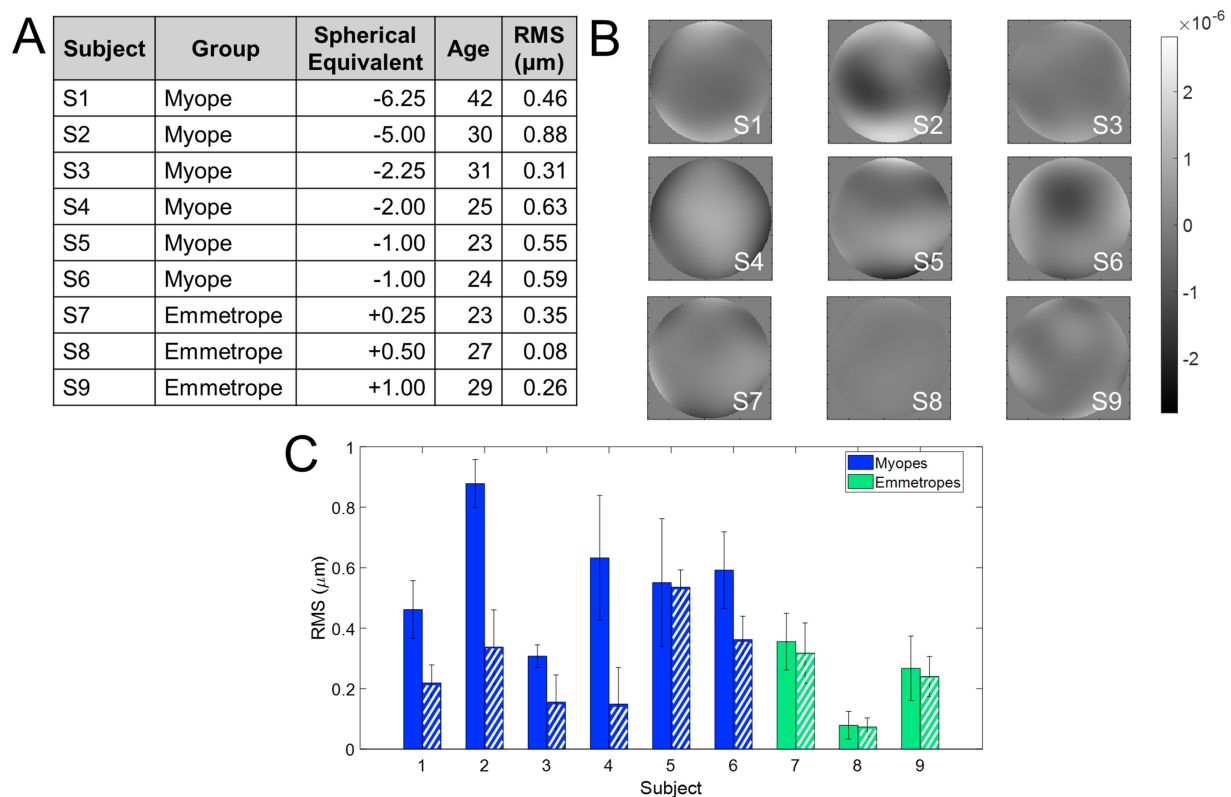 A
Subject Group Spherical Equivalent Age RMS (µm)
S1 Myope -6.25 42 0.46
S2 Myope -5.00 30 0.88
S3 Myope -2.25 31 0.31
S4 Myope -2.00 25 0.63
S5 Myope -1.00 23 0.55
S6 Myope -1.00 24 0.59
S7 Emmetrope +0.25 23 0.35
S8 Emmetrope +0.50 27 0.08
S9 Emmetrope +1.00 29 0.26
B
S1 S2 S3
S4 S5 S6
S7 S8 S9
×10⁻⁶
2
1
0
-1
-2
C
Myopes
Emmetropes
RMS (μm)
1
0.8
0.6
0.4
0.2
0
1 2 3 4 5 6 7 8 9
Subject